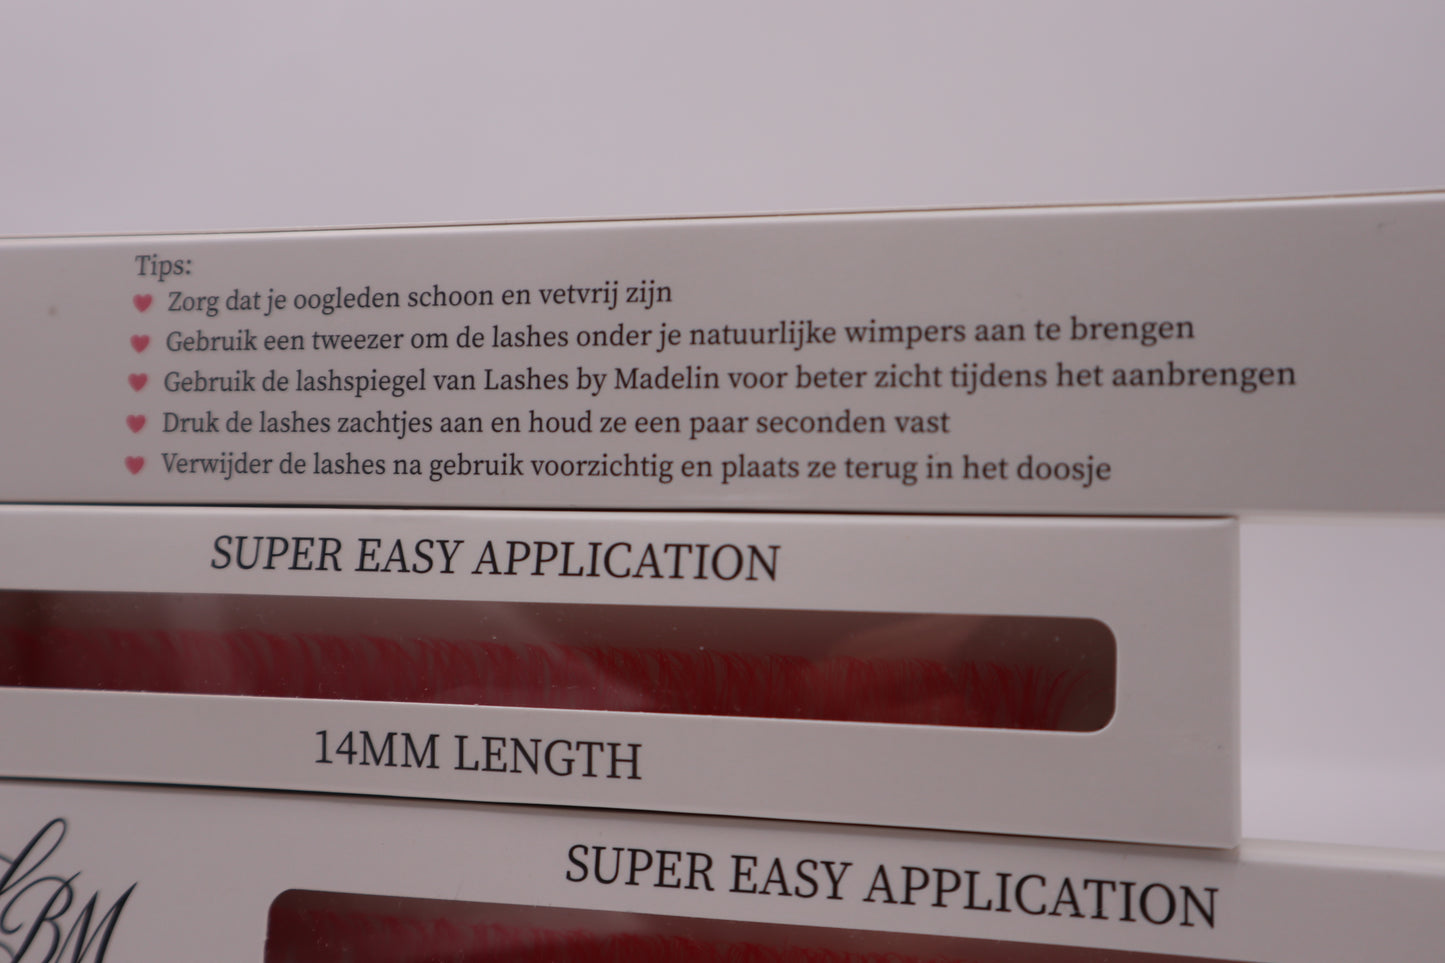 Tips:
Zorg dat je oogleden schoon en vetvrij zijn
Gebruik een tweezer om de lashes onder je natuurlijke wimpers aan te brengen
Gebruik de lashspiegel van Lashes by Madelin voor beter zicht tijdens het aanbrengen
Druk de lashes zachtjes aan en houd ze een paar seconden vast
Verwijder de lashes na gebruik voorzichtig en plaats ze terug in het doosje
SUPER EASY APPLICATION
14MM LENGTH
SUPER EASY APPLICATION
LBM